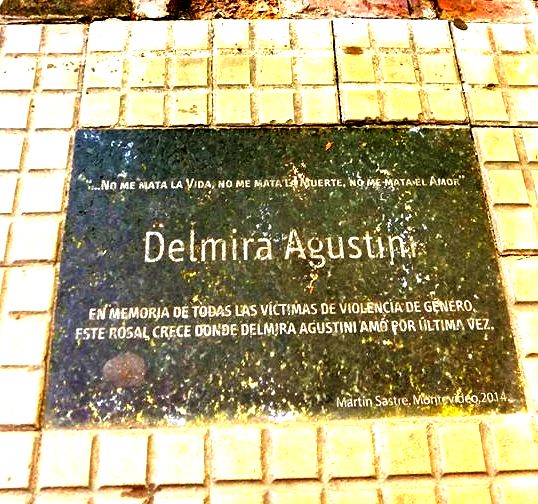 "...No me mata la Vida, no me mata la Muerte, no me mata el Amor"
Delmira Agustini
EN MEMORIA DE TODAS LAS VÍCTIMAS DE VIOLENCIA DE GÉNERO,
ESTE ROSAL CRECE DONDE DELMIRA AGUSTINI AMÓ POR ÚLTIMA VEZ.
Martín Sastre, Montevideo, 2014.